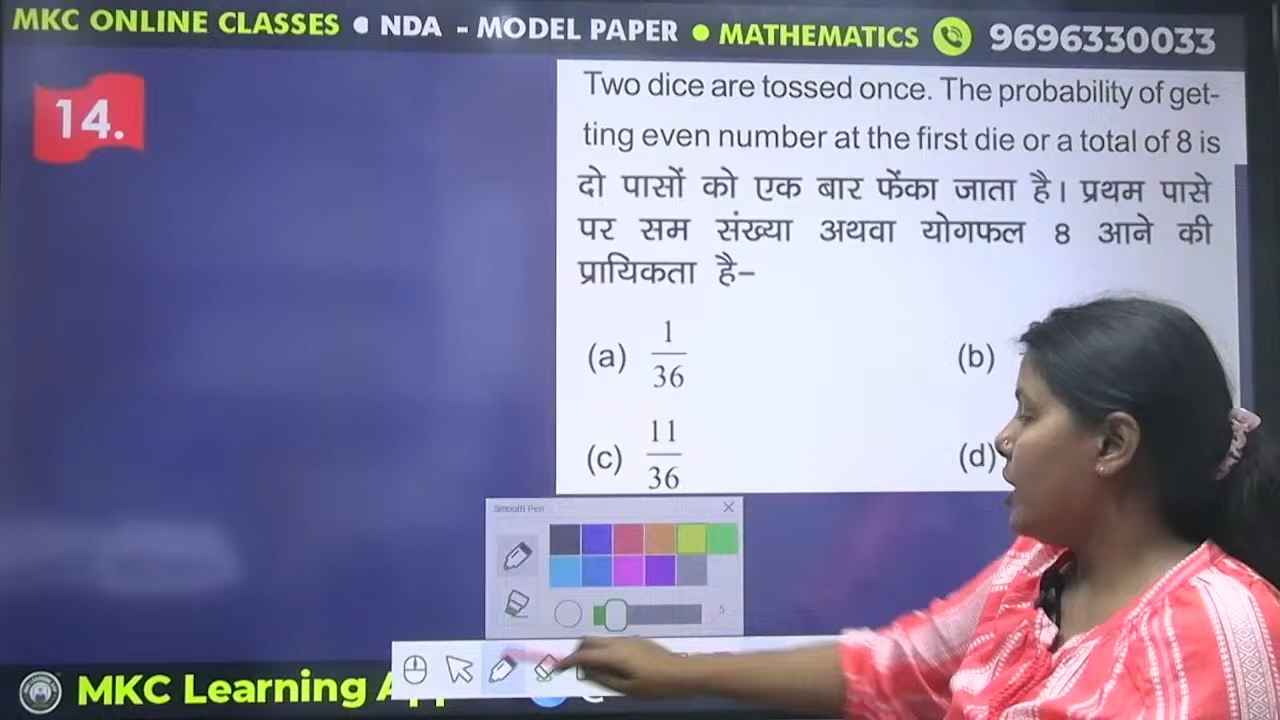 MKC ONLINE CLASSES ● NDA - MODEL PAPER ● MATHEMATICS 9696330033
14.
Two dice are tossed once. The probability of get-
ting even number at the first die or a total of 8 is
दो पासों को एक बार फेंका जाता है। प्रथम पासे
पर सम संख्या अथवा योगफल 8 आने की
प्रायिकता है–
(a) 1/36
(b)
(c) 11/36
(d)
Smooth Pen
5
MKC Learning